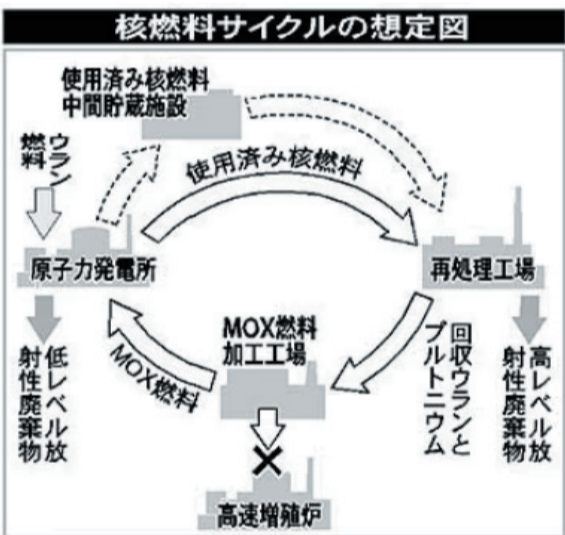 核燃料サイクルの想定図
使用済み核燃料
中間貯蔵施設
ウラン
燃料
使用済み核燃料
原子力発電所
再処理工場
MOX燃料
加工工場
MOX燃料
回収ウランと
プルトニウム
低レベル放
射性廃棄物
高レベル放
射性廃棄物
高速増殖炉